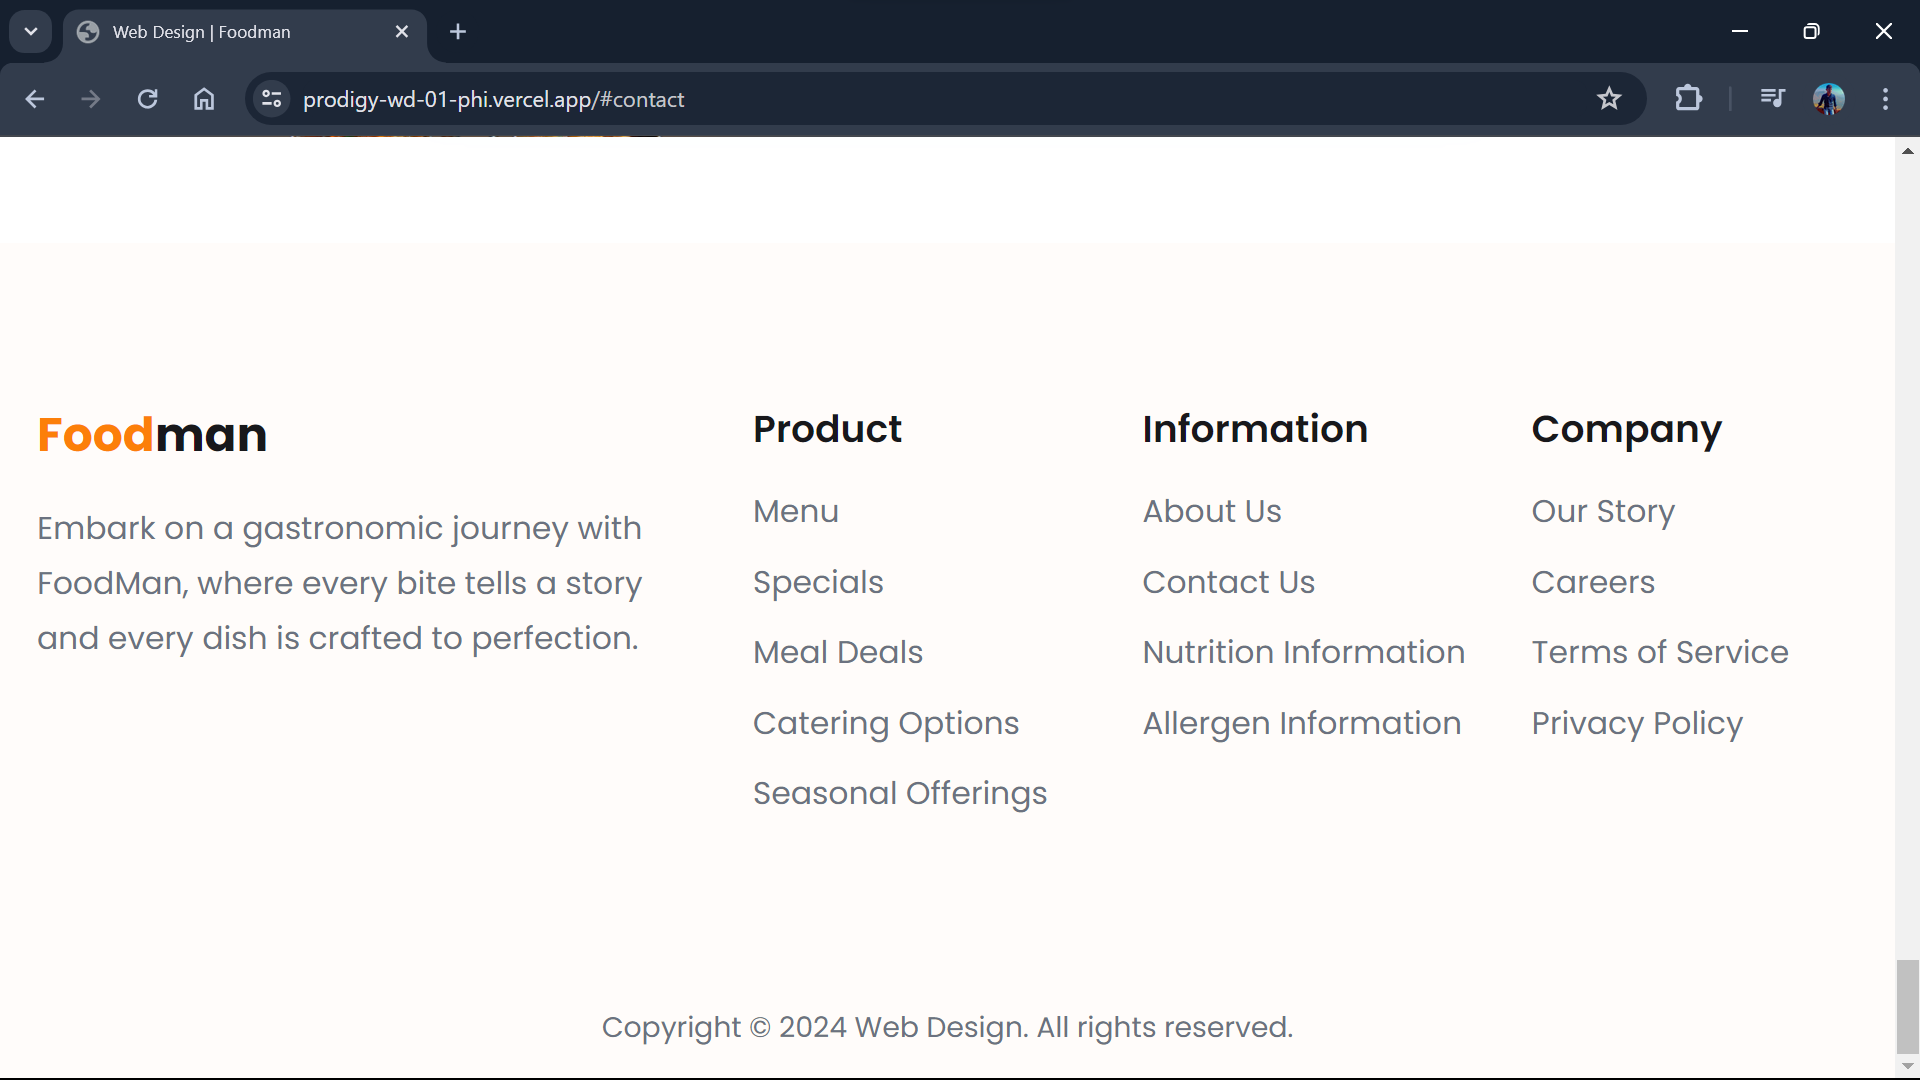 Web Design | Foodman
prodigy-wd-01-phi.vercel.app/#contact
Foodman
Embark on a gastronomic journey with
FoodMan, where every bite tells a story
and every dish is crafted to perfection.
Product
Menu
Specials
Meal Deals
Catering Options
Seasonal Offerings
Information
About Us
Contact Us
Nutrition Information
Allergen Information
Company
Our Story
Careers
Terms of Service
Privacy Policy
Copyright © 2024 Web Design. All rights reserved.